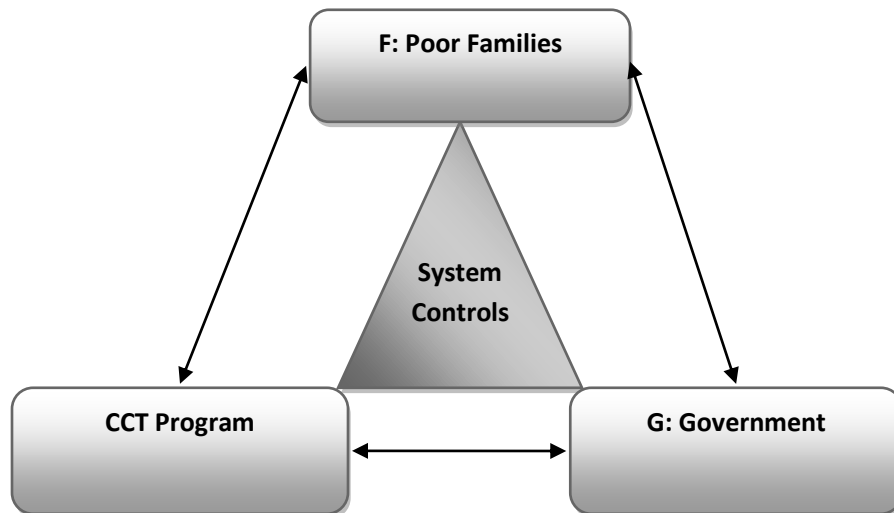 F: Poor Families
System
Controls
CCT Program
G: Government